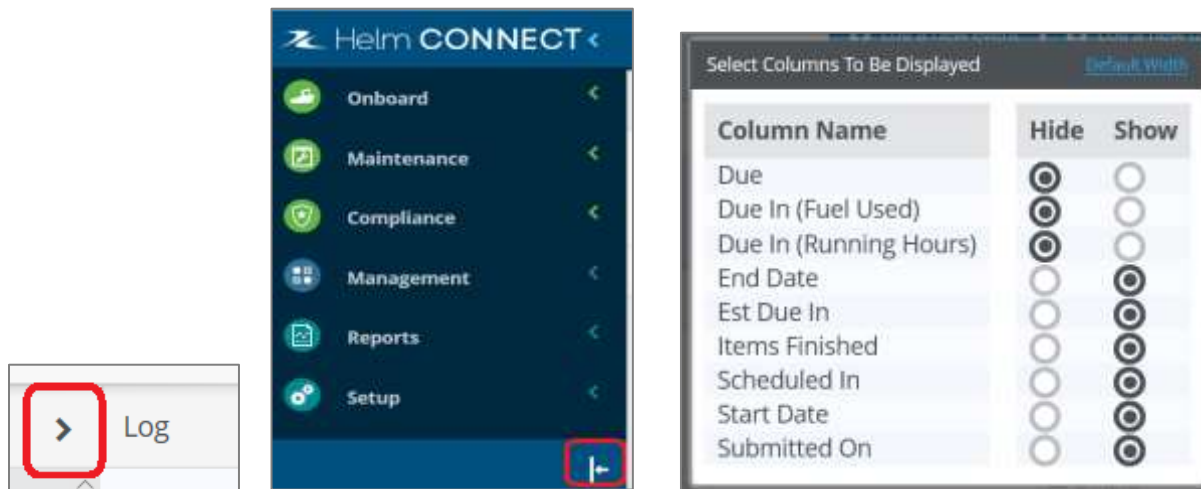 Log
Helm CONNECT
Onboard
Maintenance
Compliance
Management
Reports
Setup
Select Columns To Be Displayed Default Width
Column Name Hide Show
Due
Due In (Fuel Used)
Due In (Running Hours)
End Date
Est Due In
Items Finished
Scheduled In
Start Date
Submitted On